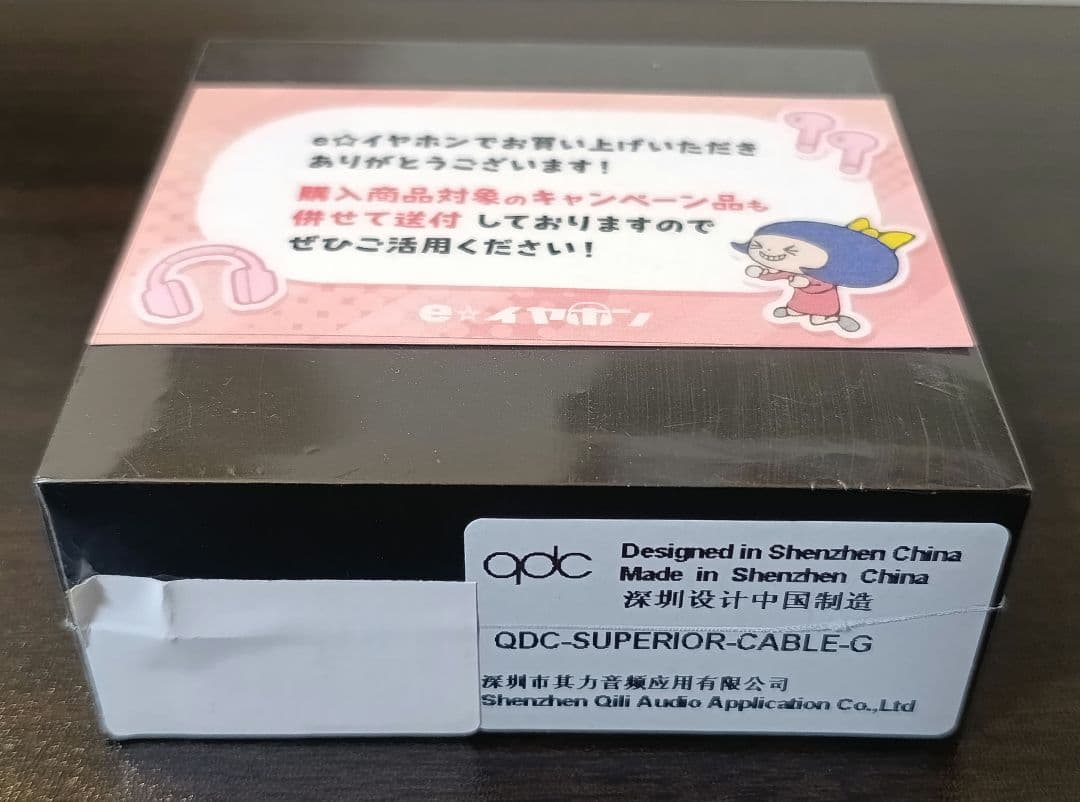 e☆イヤホンでお買い上げいただき
ありがとうございます!
購入商品対象のキャンペーン品も
併せて送付 しておりますので
ぜひご活用ください!
e☆イヤホン
qdc
Designed in Shenzhen China
Made in Shenzhen China
深圳设计中国制造
QDC-SUPERIOR-CABLE-G
深圳市其力音频应用有限公司
Shenzhen Qili Audio Application Co.,Ltd